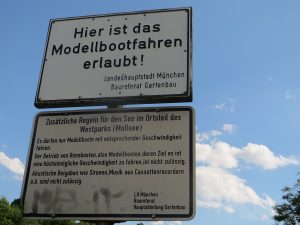 Hier ist das
Modellbootfahren
erlaubt!
Landeshauptstadt München
Baureferat Gartenbau
Zusätzliche Regeln für den See im Ortsteil des
Westparks (Mollsee)
Es dürfen nur Modellboote mit entsprechender Geschwindigkeit
fahren.
Der Betrieb von Rennbooten, also Modellbooten deren Ziel es ist
eine höchstmögliche Geschwindigkeit zu fahren, ist nicht zulässig.
Akustische Beigaben wie Sirenen Musik aus Cassettenrecordern
o.ä. sind nicht zulässig.
LH München
Baureferat
Hauptabteilung Gartenbau